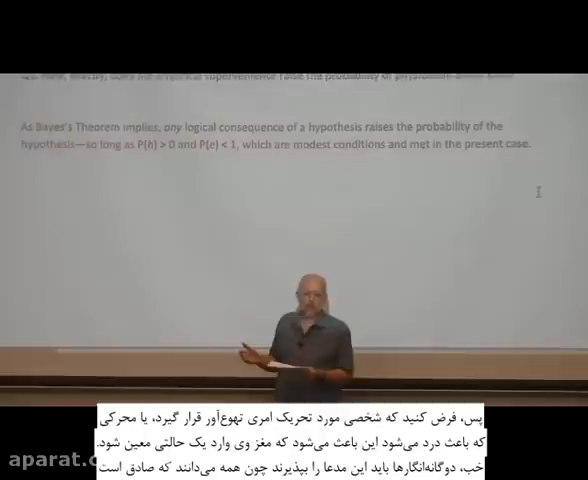 As Bayes's Theorem implies, any logical consequence of a hypothesis raises the probability of the
hypothesis—so long as P(h) > 0 and P(e) < 1, which are modest conditions and met in the present case.
پس، فرض کنید که شخصی مورد تحریک امری تهوع‌آور قرار گیرد، یا محرکی
که باعث درد می‌شود این باعث می‌شود که مغز وی وارد یک حالتی معین شود.
خب، دوگانه‌انگارها باید این مدعا را بپذیرند چون همه می‌دانند که صادق است
aparat.c